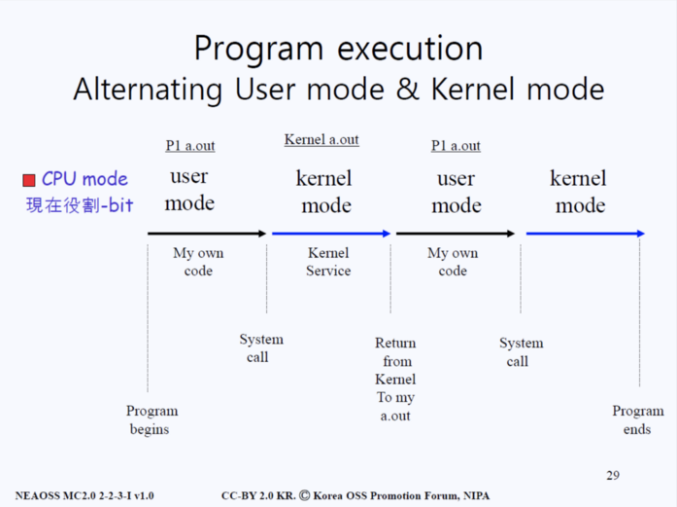 Program execution
Alternating User mode & Kernel mode
P1 a.out
Kernel a.out
P1 a.out
CPU mode
現在役割-bit
user
mode
kernel
mode
user
mode
kernel
mode
My own
code
Kernel
Service
My own
code
System
call
Return
from
Kernel
To my
a.out
System
call
Program
begins
Program
ends
29
NEAOSS MC2.0 2-2-3-I v1.0
CC-BY 2.0 KR. Ⓒ Korea OSS Promotion Forum, NIPA